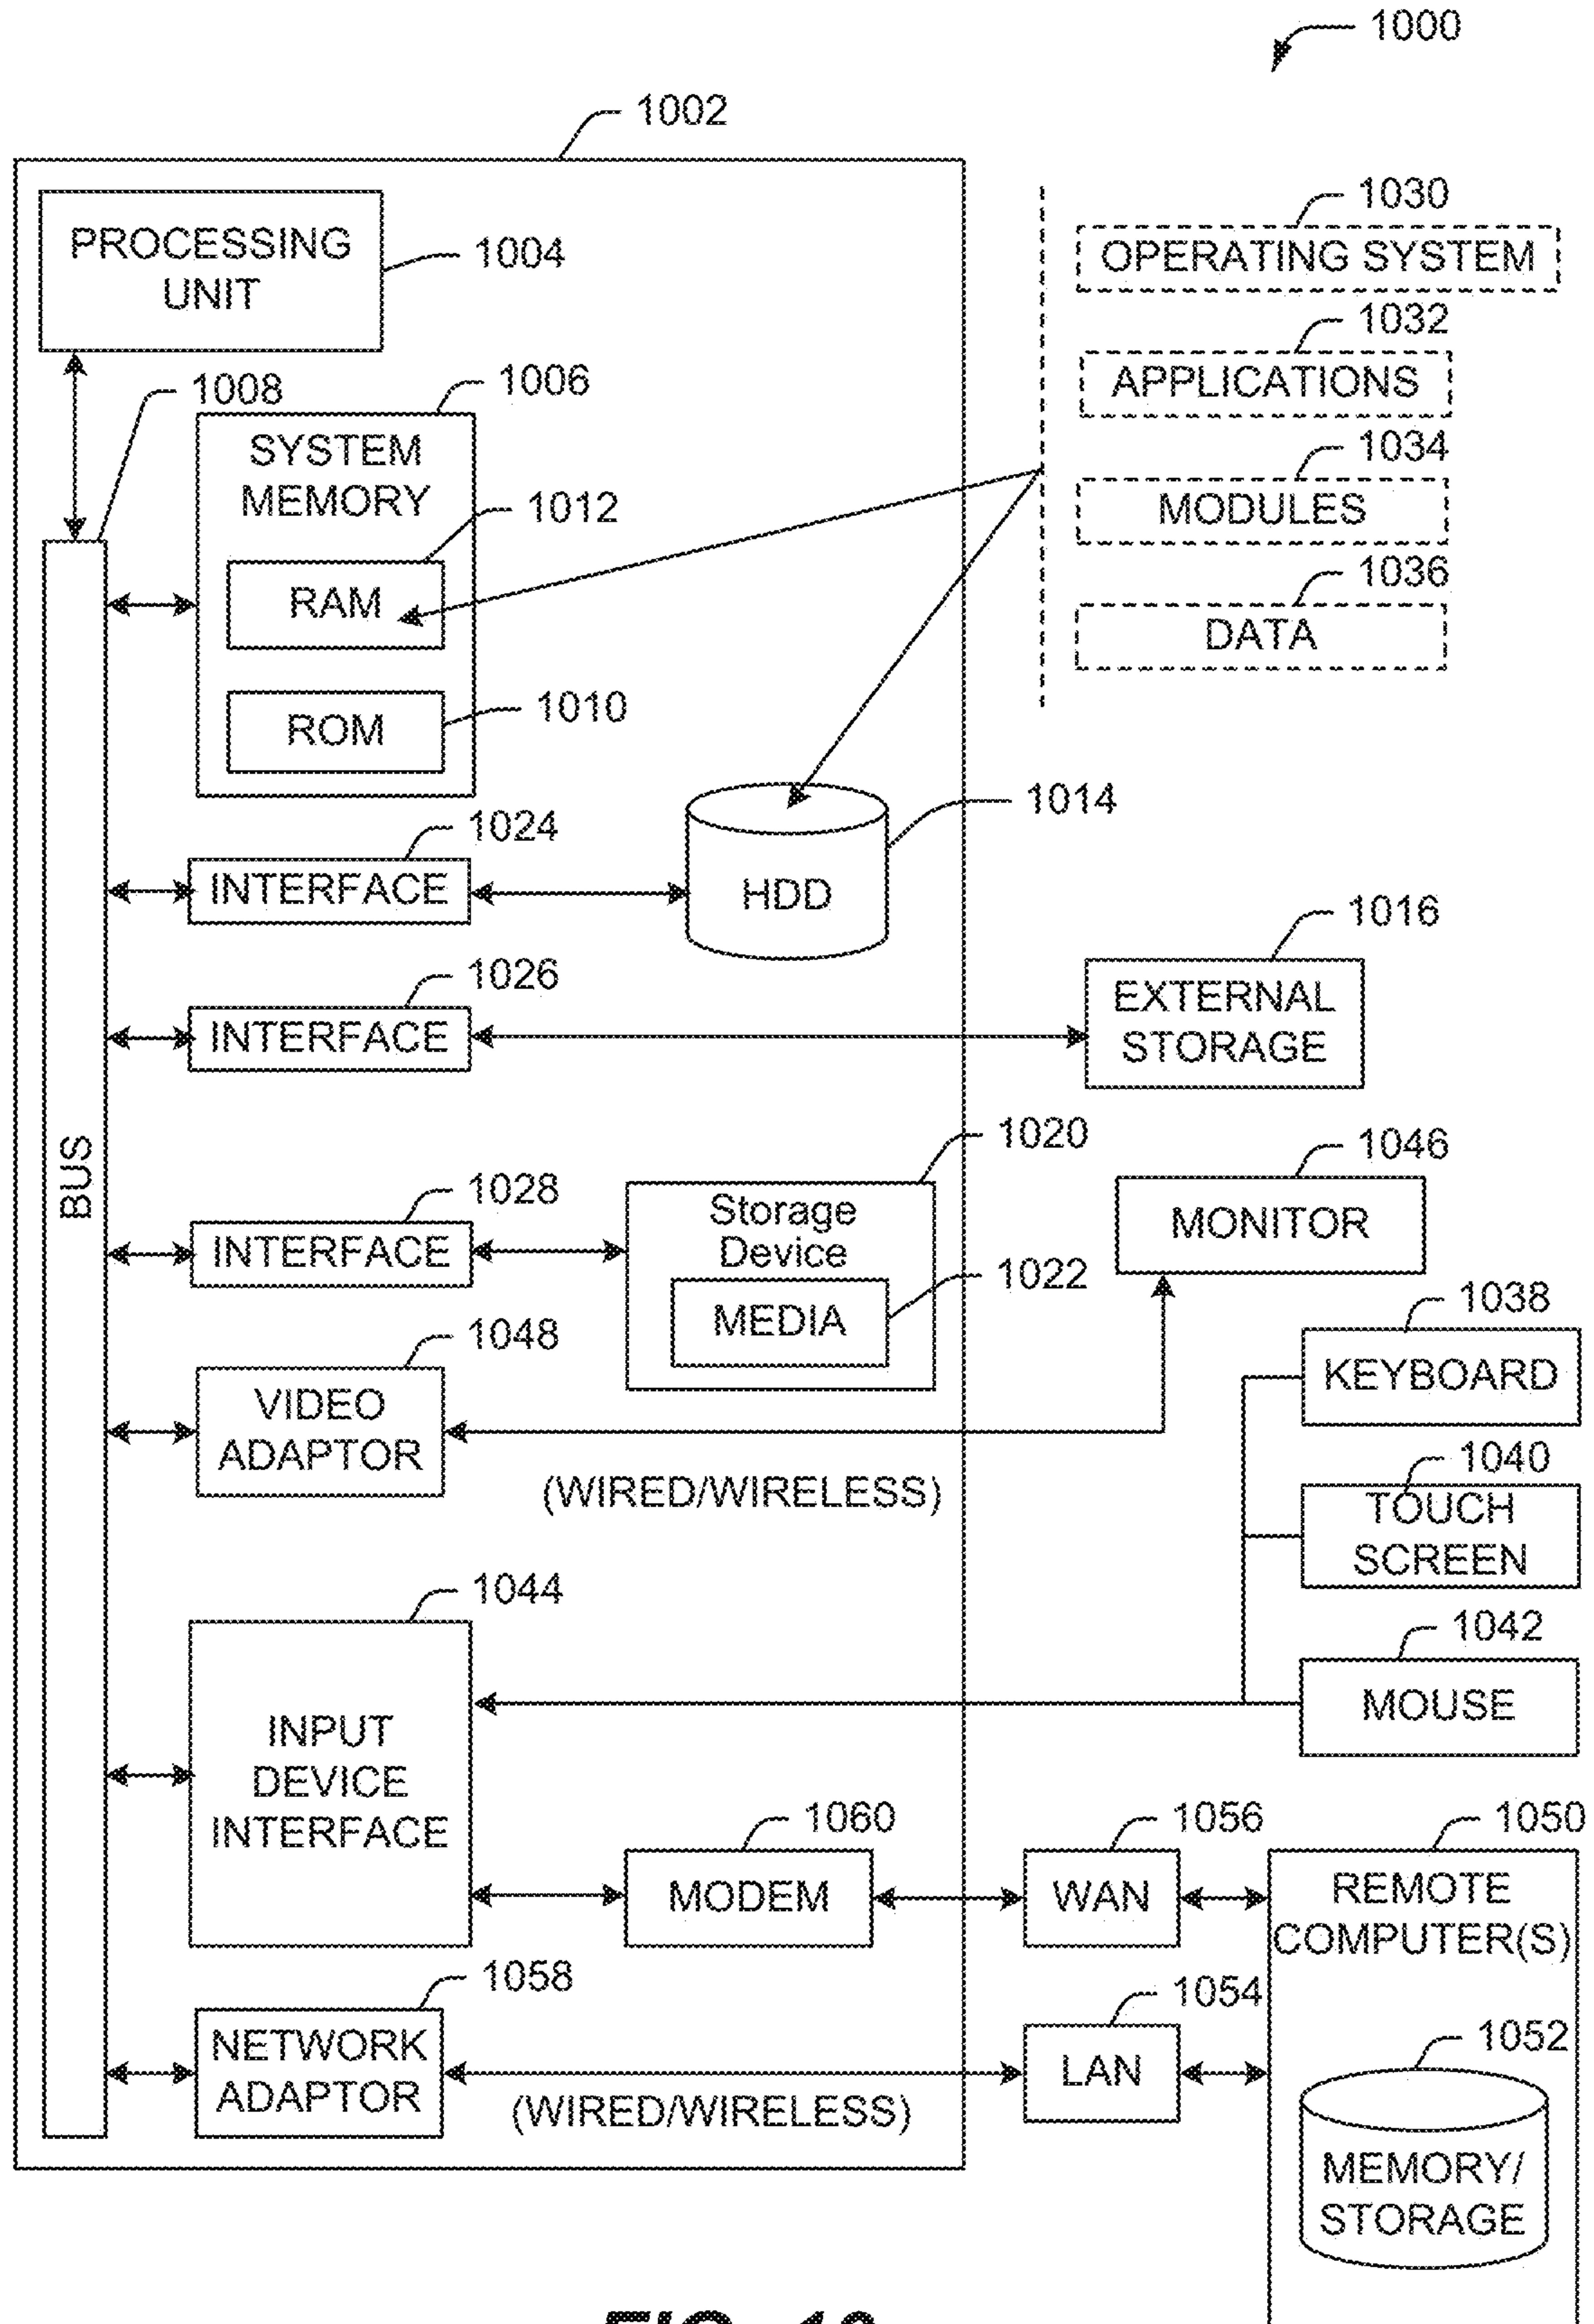 1000
1002
PROCESSING
UNIT
1004
1030
OPERATING SYSTEM
1032
APPLICATIONS
1034
MODULES
1036
DATA
1008
1006
SYSTEM
MEMORY
1012
RAM
1010
ROM
1024
INTERFACE
1014
HDD
1026
INTERFACE
1016
EXTERNAL
STORAGE
BUS
1028
INTERFACE
1020
Storage
Device
1022
MEDIA
1046
MONITOR
1048
VIDEO
ADAPTOR
(WIRED/WIRELESS)
1038
KEYBOARD
1040
TOUCH
SCREEN
1042
MOUSE
1044
INPUT
DEVICE
INTERFACE
1060
MODEM
1056
WAN
1050
REMOTE
COMPUTER(S)
1058
NETWORK
ADAPTOR
(WIRED/WIRELESS)
1054
LAN
1052
MEMORY/
STORAGE